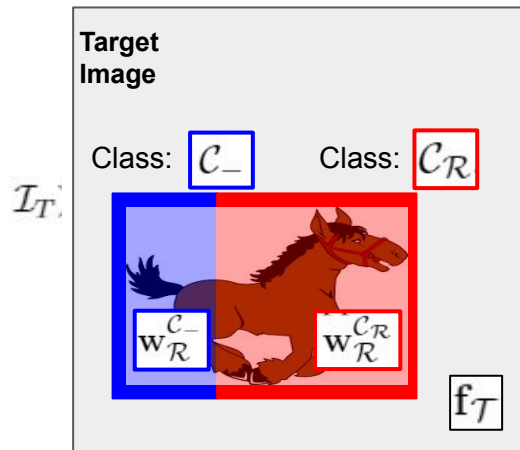 Target
Image
Class: 𝒞₋ Class: 𝒞_ℛ
ℐ_T)
w_ℛ^{𝒞₋} w_ℛ^{𝒞_ℛ}
f_𝒯